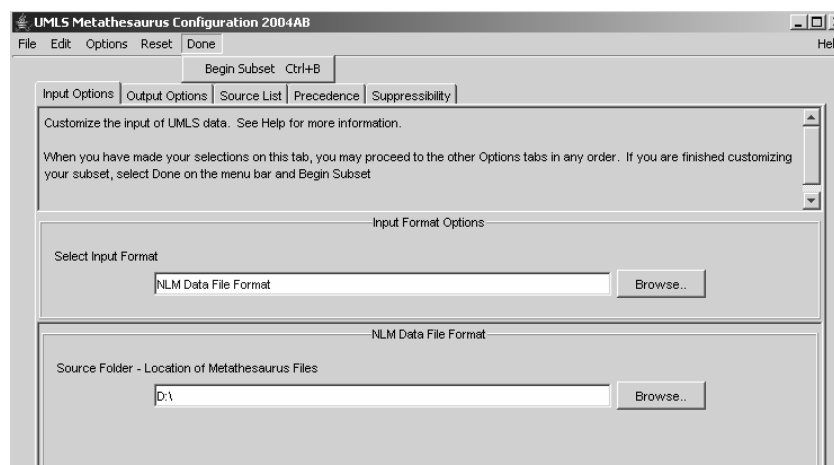 UMLS Metathesaurus Configuration 2004AB
File Edit Options Reset Done
Begin Subset Ctrl+B
Input Options Output Options Source List Precedence Suppressibility
Customize the input of UMLS data. See Help for more information.
When you have made your selections on this tab, you may proceed to the other Options tabs in any order. If you are finished customizing
your subset, select Done on the menu bar and Begin Subset
Input Format Options
Select Input Format
NLM Data File Format Browse..
NLM Data File Format
Source Folder - Location of Metathesaurus Files
D:\ Browse..